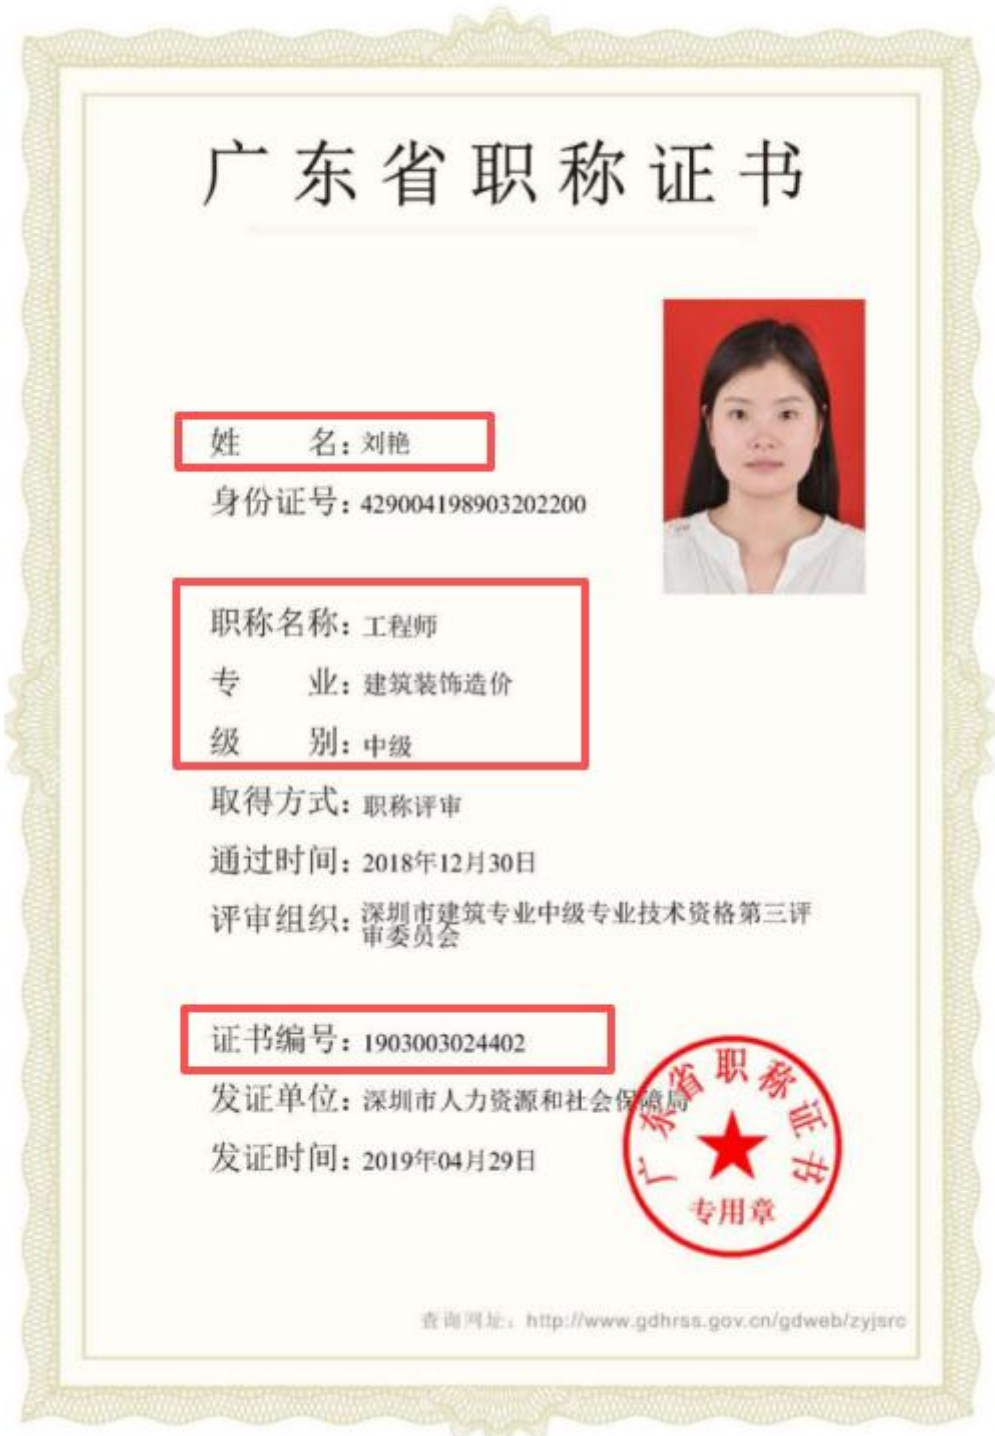 广东省职称证书
姓 名：刘艳
身份证号：429004198903202200
职称名称：工程师
专 业：建筑装饰造价
级 别：中级
取得方式：职称评审
通过时间：2018年12月30日
评审组织：深圳市建筑专业中级专业技术资格第三评
审委员会
证书编号：1903003024402
发证单位：深圳市人力资源和社会保障局
发证时间：2019年04月29日
广东省职称证书
专用章
查询网址：http://www.gdhrss.gov.cn/gdweb/zyjsrc